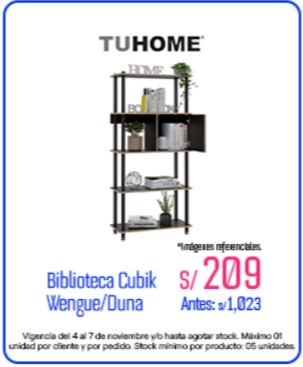 TUHOME
HOME
*Imágenes referenciales.
Biblioteca Cubik
Wengue/Duna
S/ 209
Antes: s/1,023
Vigencia del 4 al 7 de noviembre y/o hasta agotar stock. Máximo 01
unidad por cliente y por pedido. Stock mínimo por producto: 05 unidades.